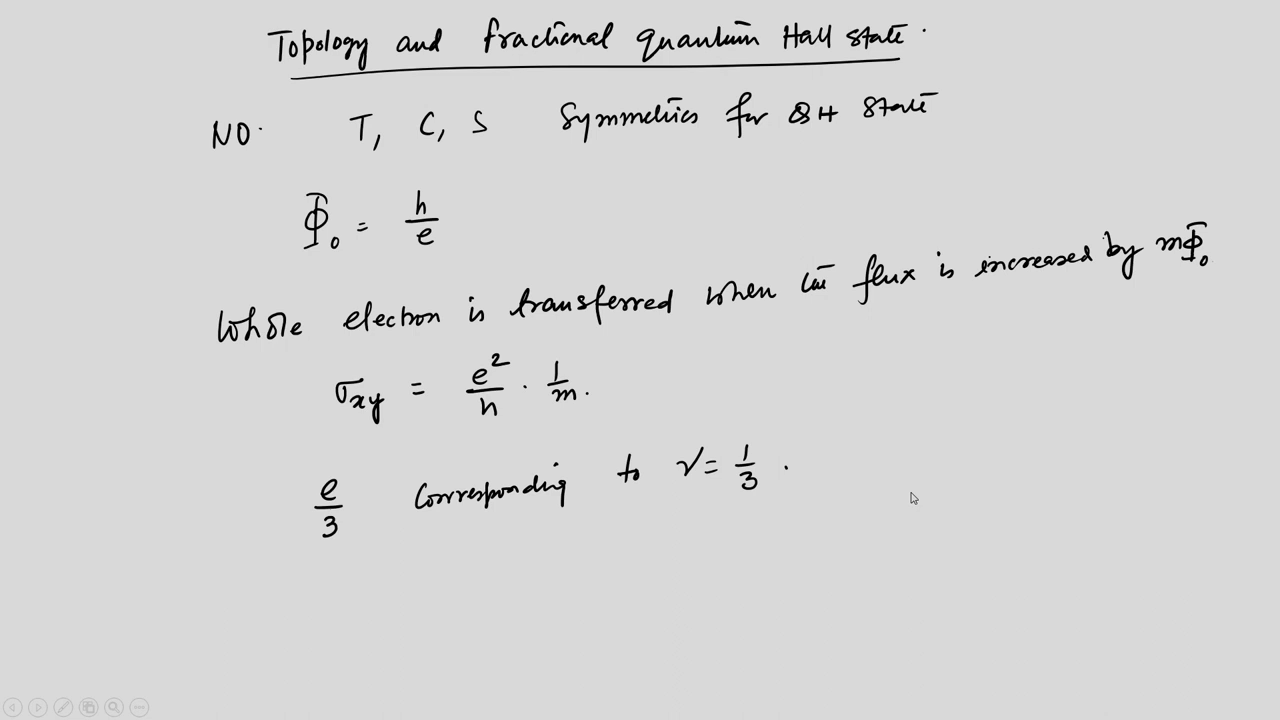 Topology and fractional quantum Hall state.
NO. T, C, S Symmetries for QH state
Φ₀ = h/e
Whole electron is transferred when the flux is increased by mΦ₀
σxy = e²/h · 1/m.
e/3 corresponding to ν = 1/3.